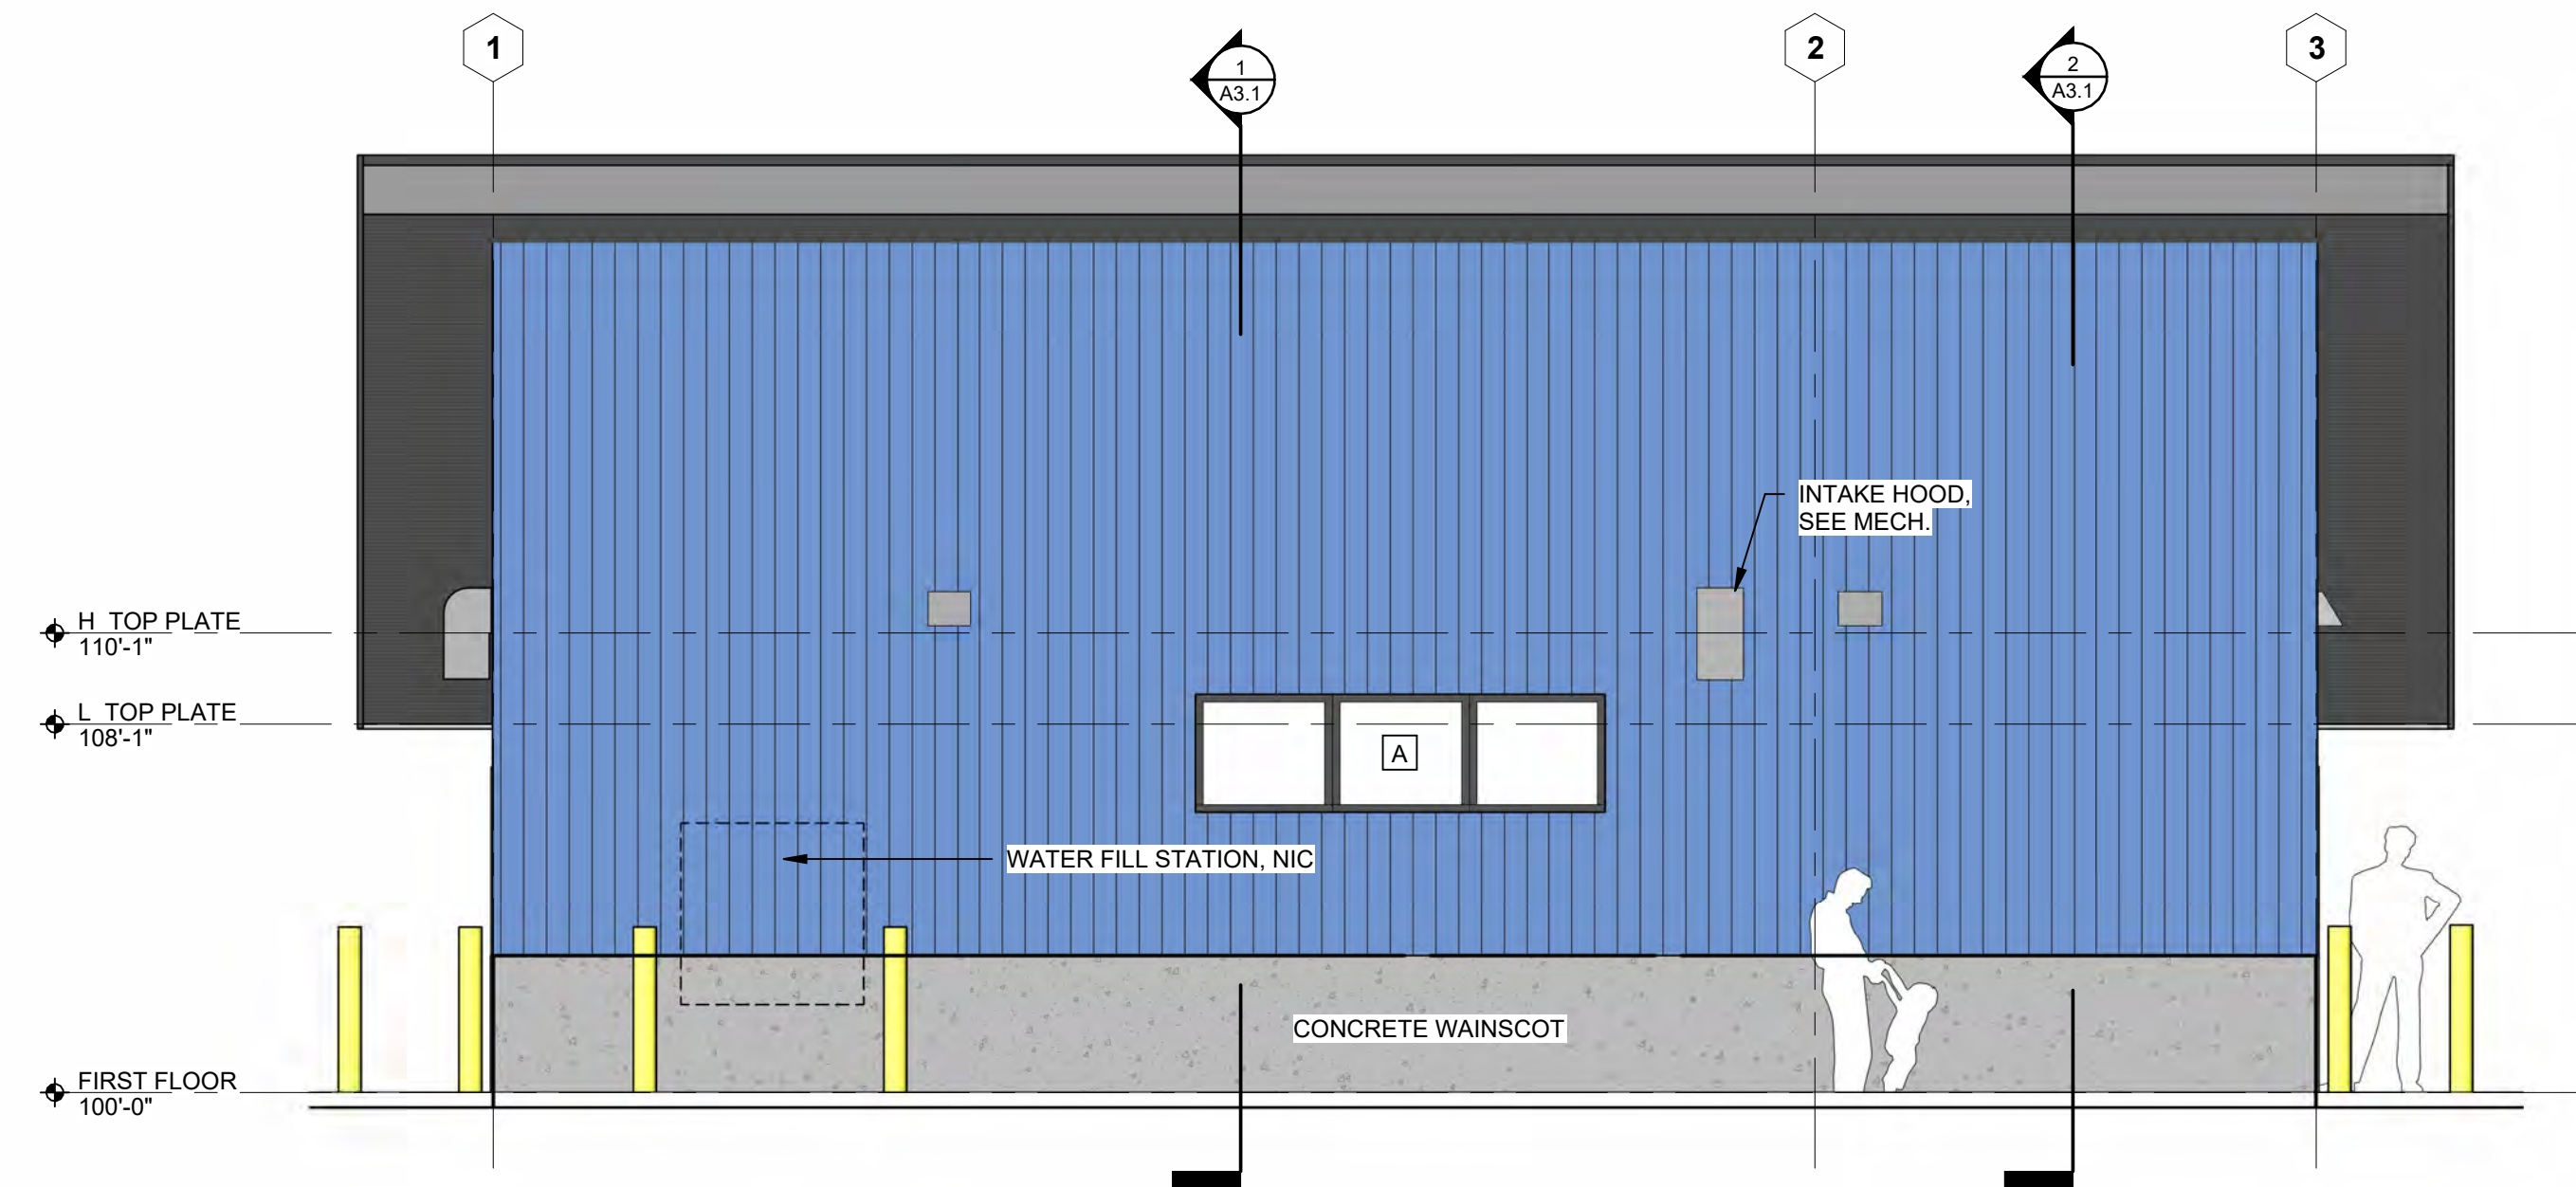 1
1
A3.1
2
2
A3.1
3
INTAKE HOOD,
SEE MECH.
H TOP PLATE
110'-1"
L TOP PLATE
108'-1"
A
WATER FILL STATION, NIC
CONCRETE WAINSCOT
FIRST FLOOR
100'-0"